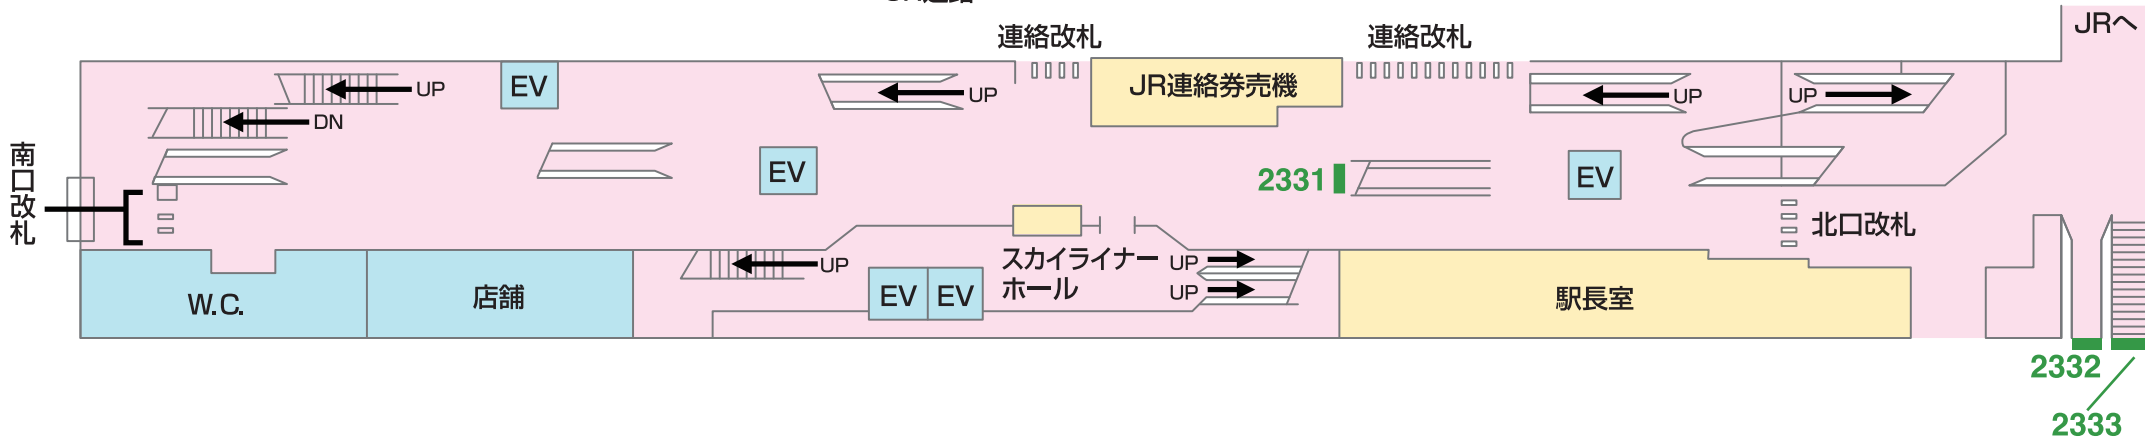 連絡改札
連絡改札
JRへ
EV
JR連絡券売機
UP
UP
UP
UP
DN
南口改札
EV
2331
EV
北口改札
スカイライナー
ホール
UP
UP
UP
W.C.
店舗
EV
EV
駅長室
2332
2333